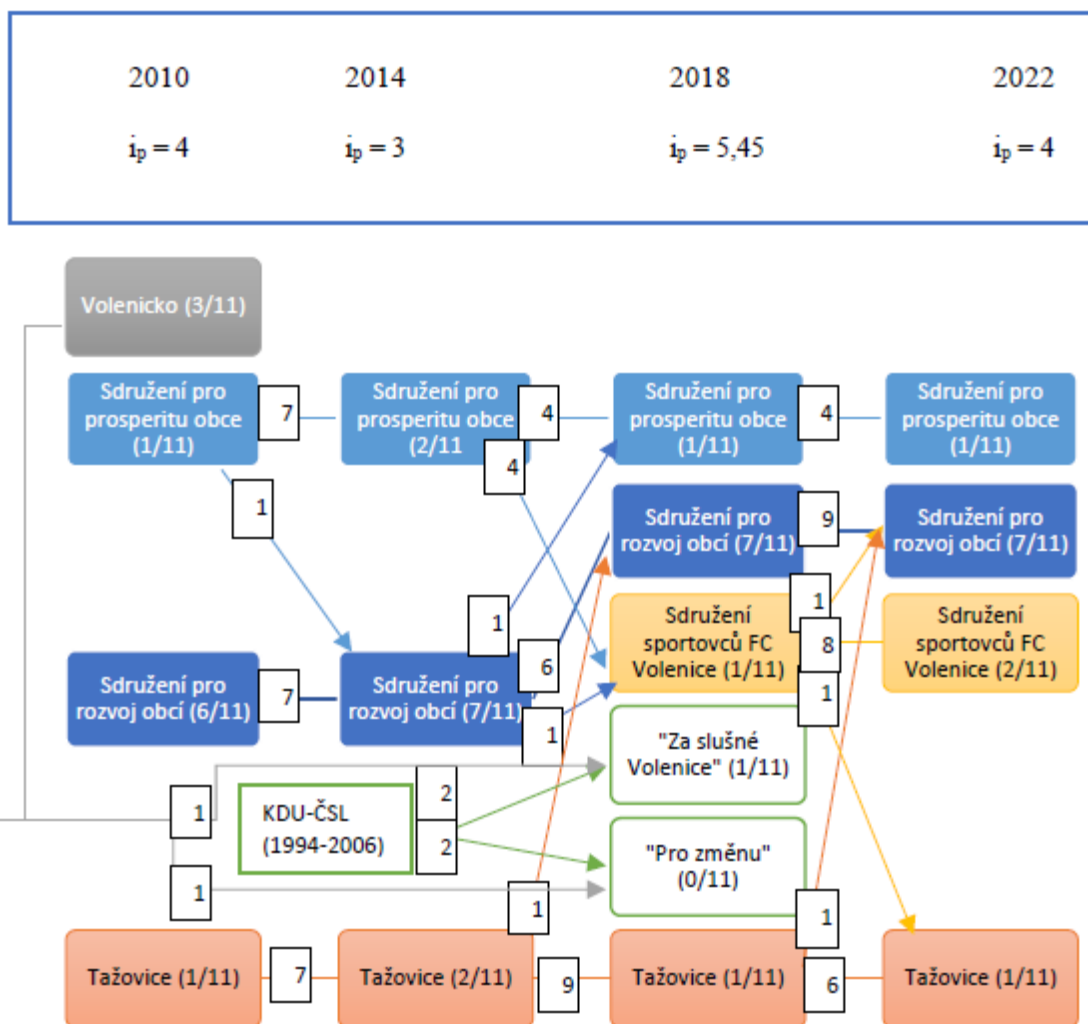 2010 2014 2018 2022
ip = 4 ip = 3 ip = 5,45 ip = 4
Volenicko (3/11)
Sdružení pro
prosperitu obce
(1/11)
7
Sdružení pro
prosperitu obce
(2/11
4
4
Sdružení pro
prosperitu obce
(1/11)
4
Sdružení pro
prosperitu obce
(1/11)
1
Sdružení pro
rozvoj obcí (7/11)
9
Sdružení pro
rozvoj obcí (7/11)
1
Sdružení
sportovců FC
Volenice (1/11)
1
8
1
Sdružení
sportovců FC
Volenice (2/11)
Sdružení pro
rozvoj obcí (6/11)
7
Sdružení pro
rozvoj obcí (7/11)
6
1
"Za slušné
Volenice" (1/11)
1
KDU-ČSL
(1994-2006)
2
2
"Pro změnu"
(0/11)
1
1
1
Tažovice (1/11)
7
Tažovice (2/11)
9
Tažovice (1/11)
6
Tažovice (1/11)